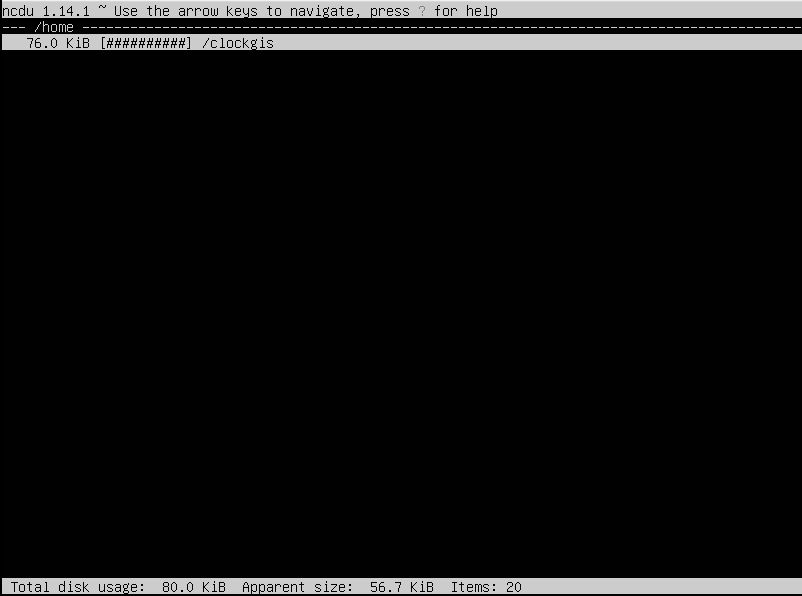 ncdu 1.14.1 ~ Use the arrow keys to navigate, press ? for help
--- /home ------------------------------------------------------------------------------------------
   76.0 KiB [##########] /clockgis
 Total disk usage:  80.0 KiB  Apparent size:  56.7 KiB  Items: 20